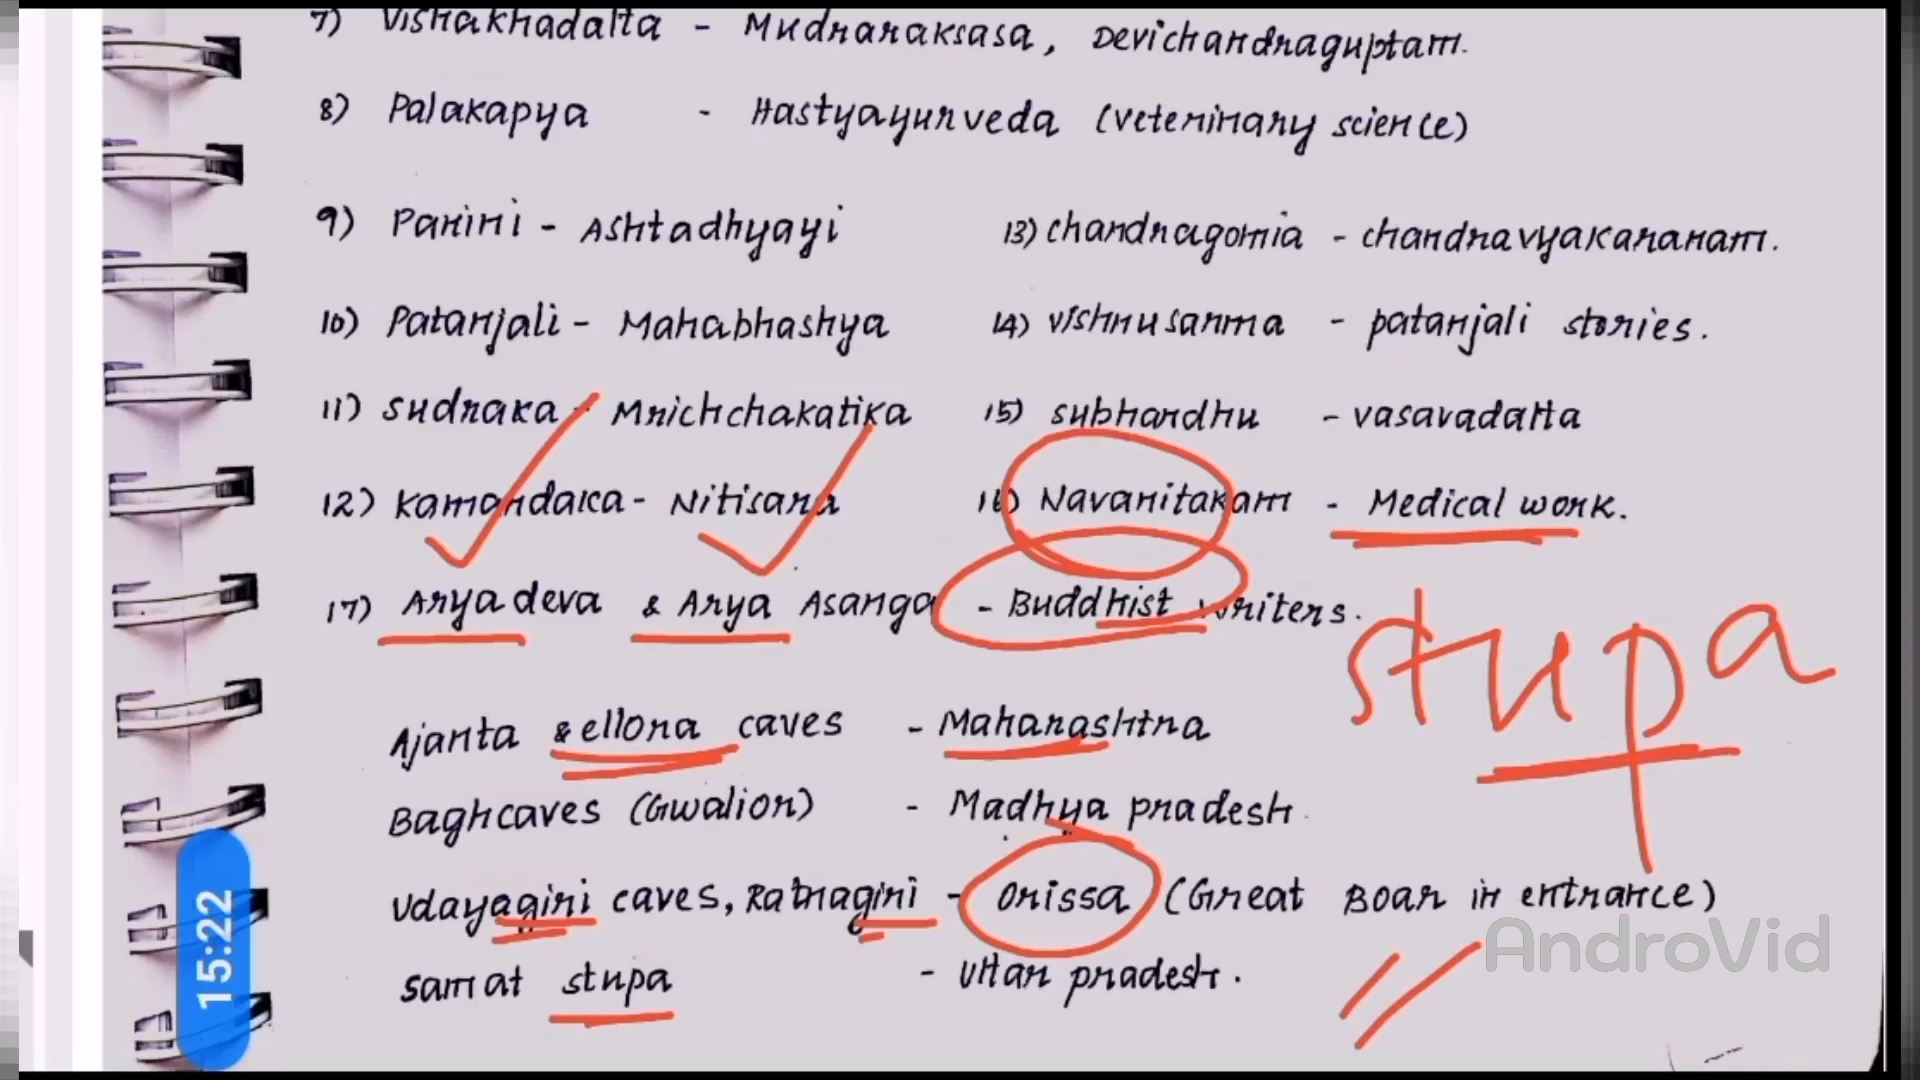 7) Vishakhadatta - Mudraraksasa, Devichandraguptam.
8) Palakapya - Hastyayurveda (veterinary science)
9) Panini - Ashtadhyayi
13) chandragomia - chandravyakaranam.
10) Patanjali - Mahabhashya
14) vishnusarma - patanjali stories.
11) sudraka - Mrichchakatika
15) subhandhu - vasavadatta
12) Kamandaka - Nitisara
16) Navanitakam - Medical work.
17) Aryadeva & Arya Asanga - Buddhist writers.
stupa
Ajanta & ellora caves - Maharashtra
Baghcaves (Gwalior) - Madhya pradesh.
Udayagiri caves, Ratnagiri - Orissa (Great Boar in entrance)
samat stupa - Uttar pradesh.
AndroVid
15:22